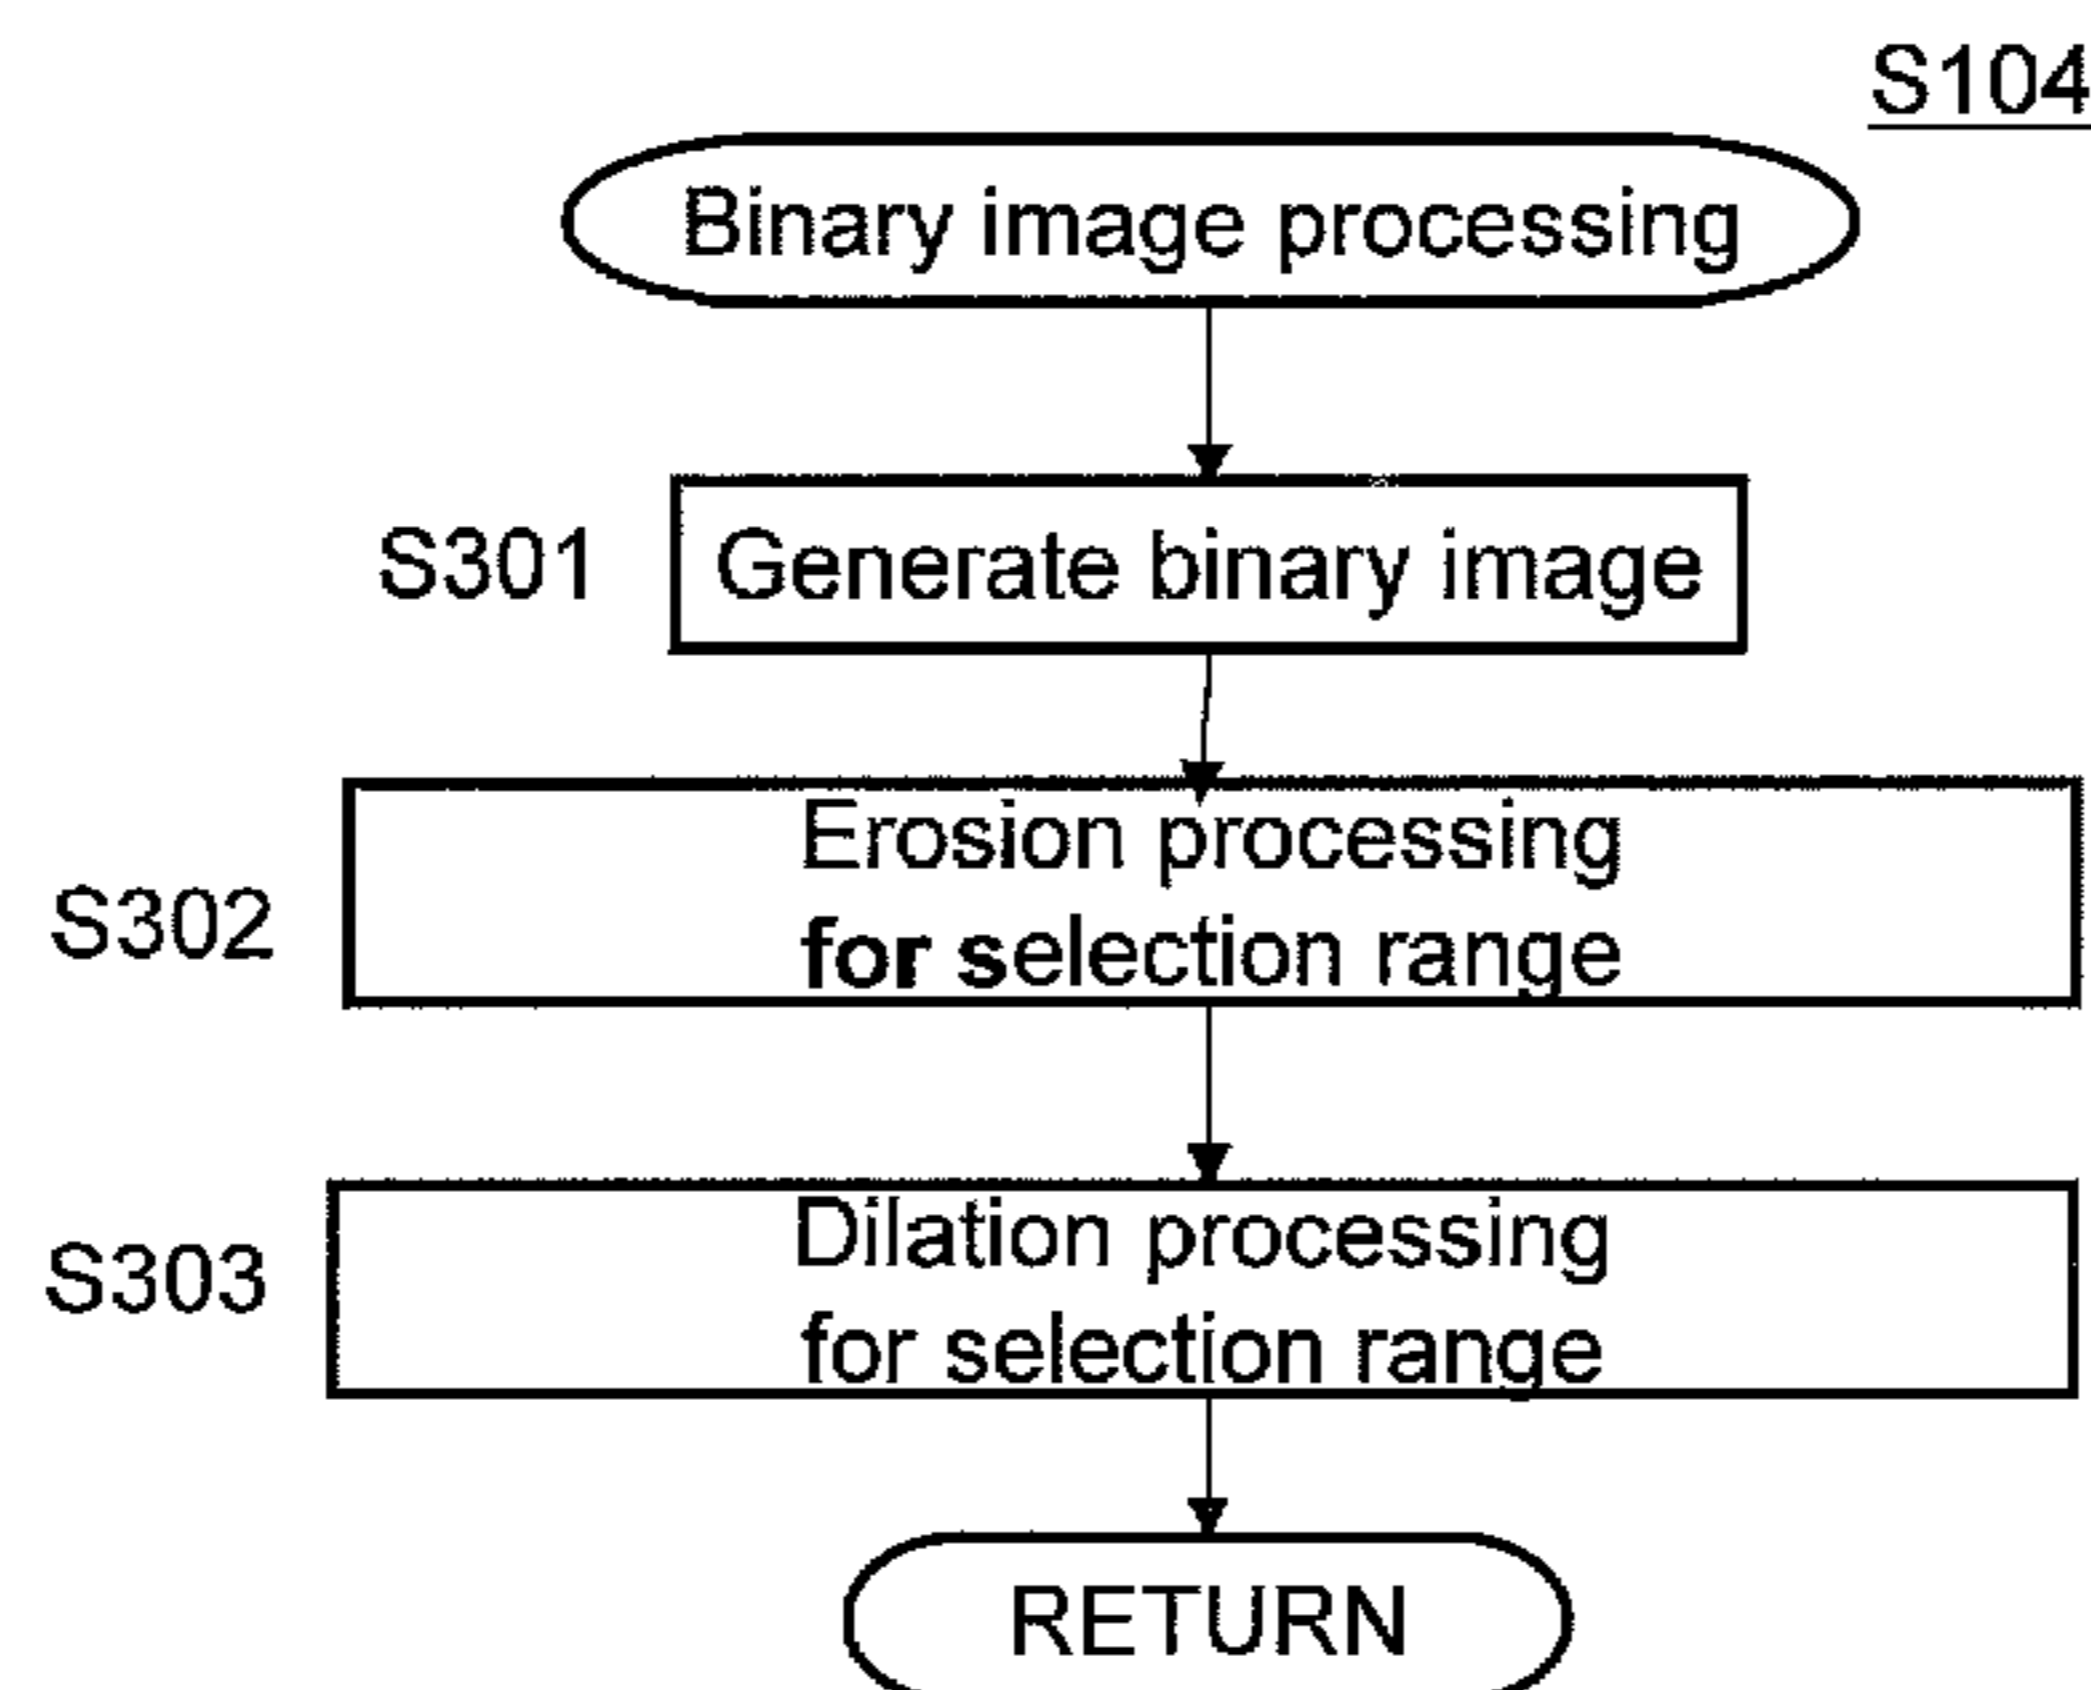 S104
Binary image processing
S301
Generate binary image
S302
Erosion processing
for selection range
S303
Dilation processing
for selection range
RETURN